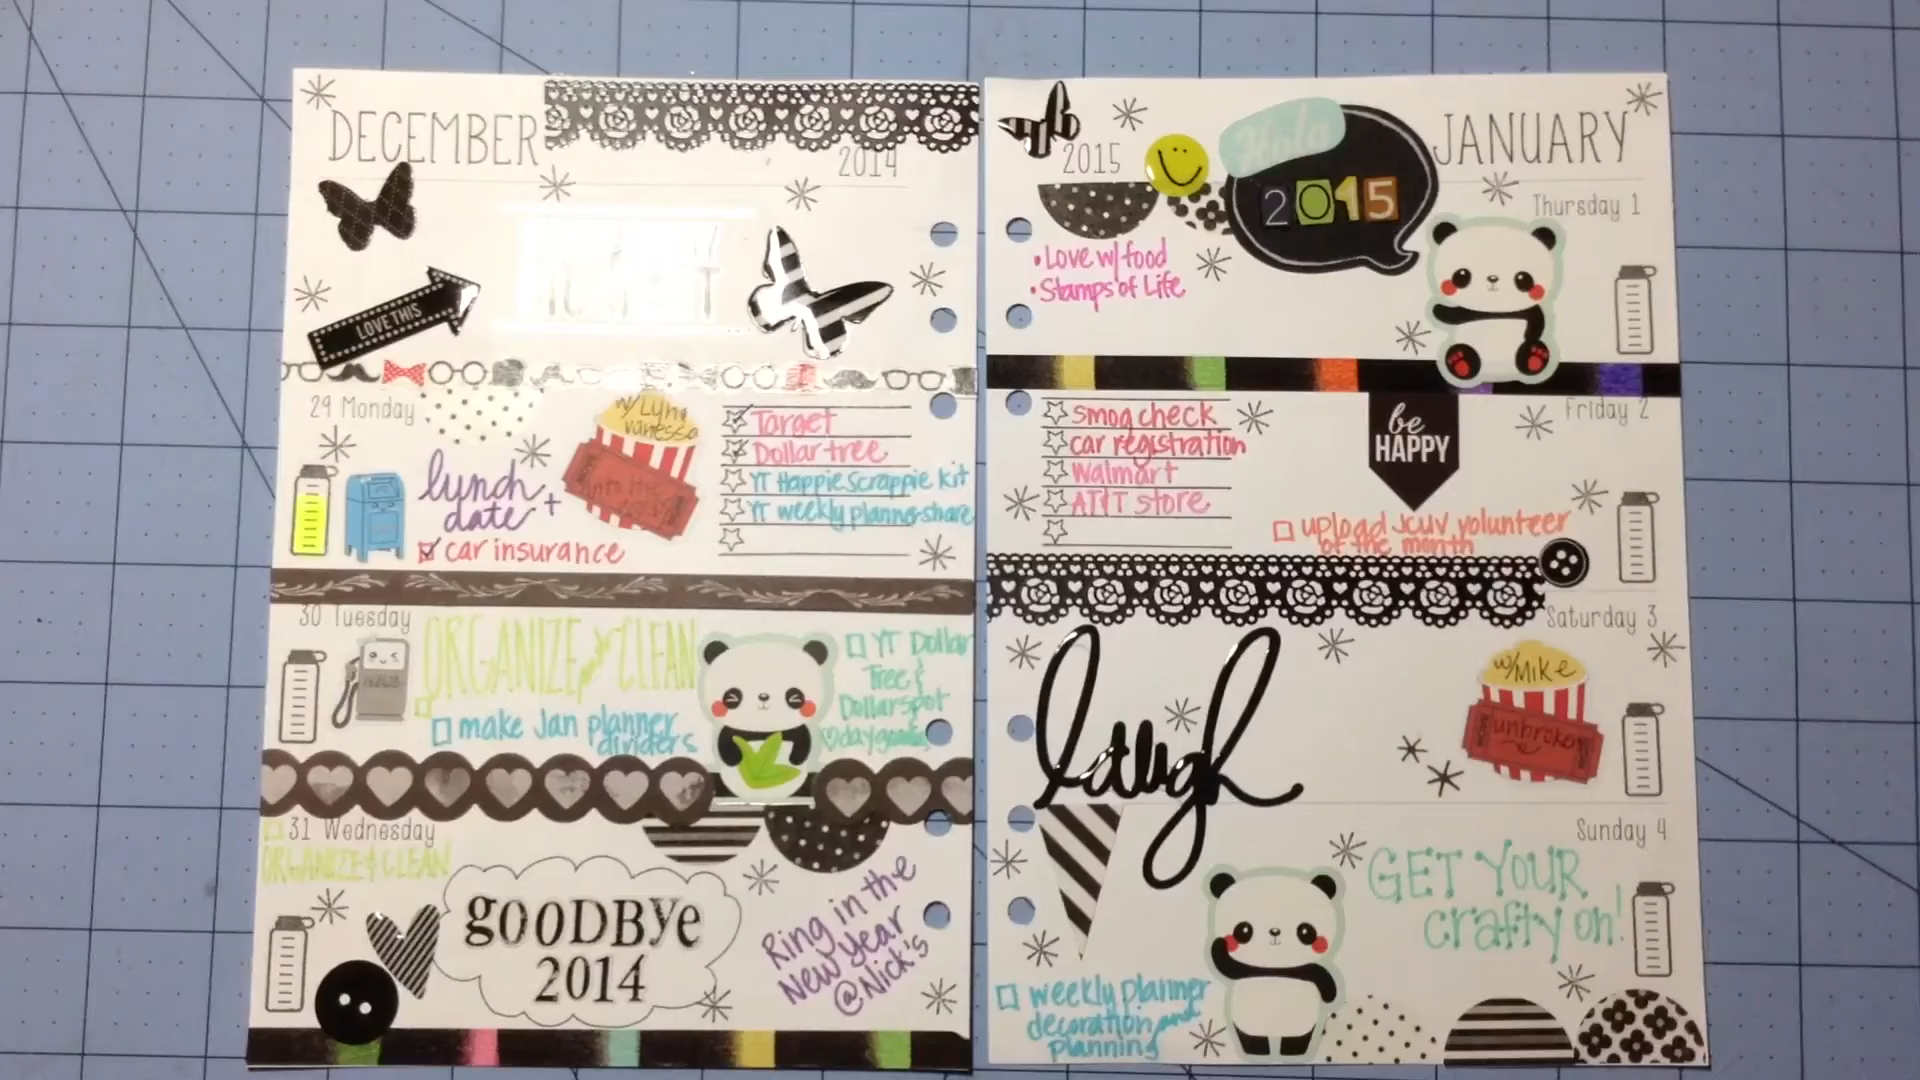 DECEMBER
2014
LOVE THIS
29 Monday
w/Lyn &
vanessa
into the
lunch
date +
car insurance
Target
Dollar tree
YT Happie Scrappie kit
YT weekly planner share
30 Tuesday
ORGANIZE & CLEAN
make Jan planner
dividers
YT Dollar
Tree &
Dollarspot
31 Wednesday
ORGANIZE & CLEAN
GOODBYe
2014
Ring in the
New Year
@Nick's
2015
Hola
2015
JANUARY
Thursday 1
• Love w/ food
• Stamps of Life
Friday 2
smog check
car registration
Walmart
AT&T store
be
HAPPY
upload JCUV volunteer
of the month
Saturday 3
laugh
w/Mike
unbroken
Sunday 4
GET YOUR
crafty on!
weekly planner
decoration and
planning